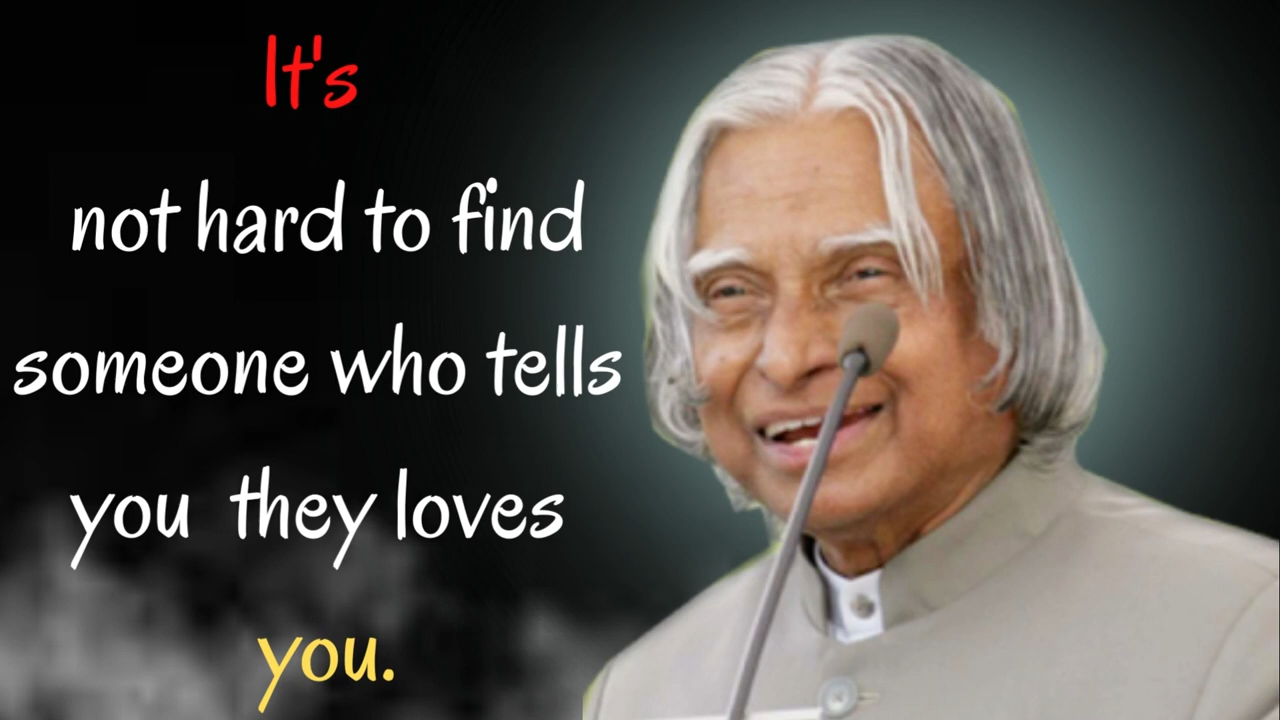 It's
not hard to find
someone who tells
you they loves
you.